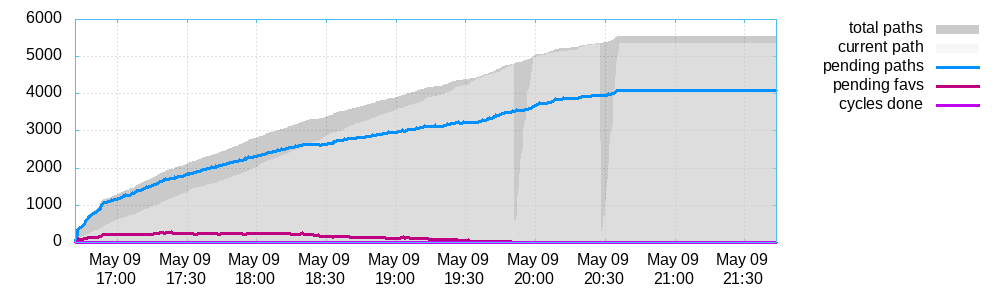 6000
5000
4000
3000
2000
1000
0
May 09 May 09 May 09 May 09 May 09 May 09 May 09 May 09 May 09 May 09
17:00 17:30 18:00 18:30 19:00 19:30 20:00 20:30 21:00 21:30
total paths
current path
pending paths
pending favs
cycles done